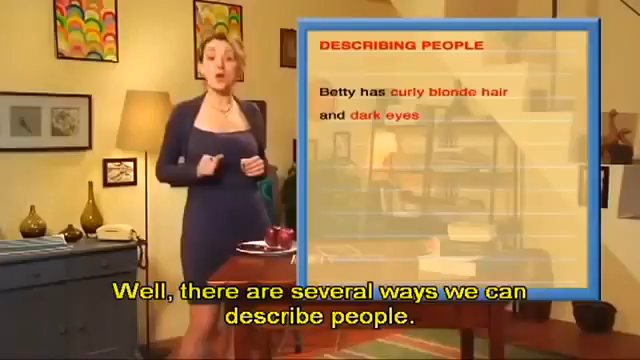 DESCRIBING PEOPLE
Betty has curly blonde hair
and dark eyes
Well, there are several ways we can
describe people.